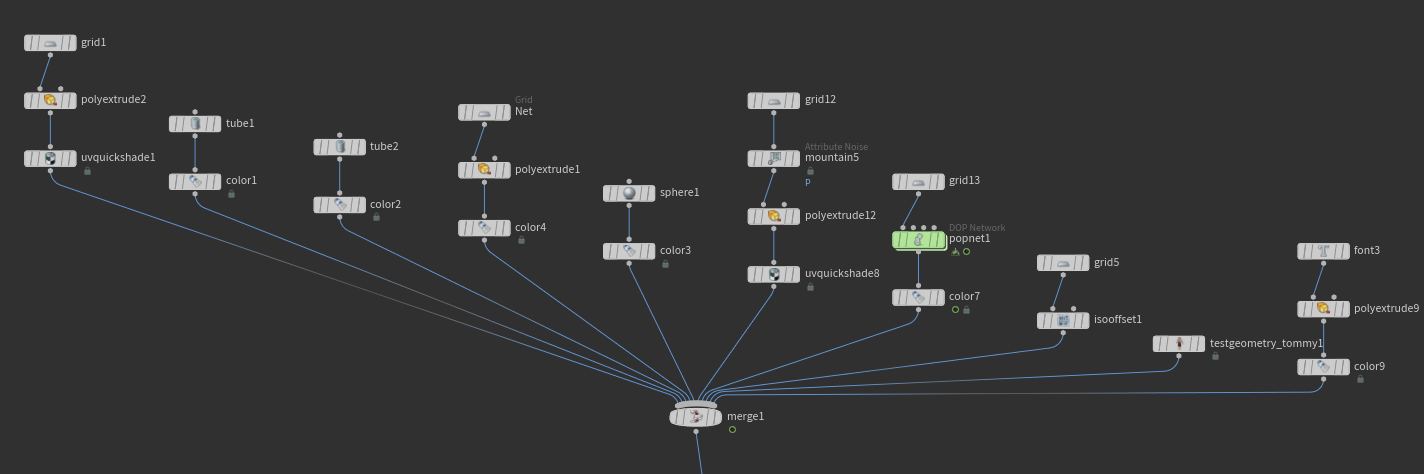 grid1
polyextrude2
uvquickshade1
tube1
color1
tube2
color2
Grid
Net
polyextrude1
color4
sphere1
color3
grid12
Attribute Noise
mountain5
P
polyextrude12
uvquickshade8
grid13
DOP Network
popnet1
color7
grid5
isooffset1
testgeometry_tommy1
font3
polyextrude9
color9
merge1